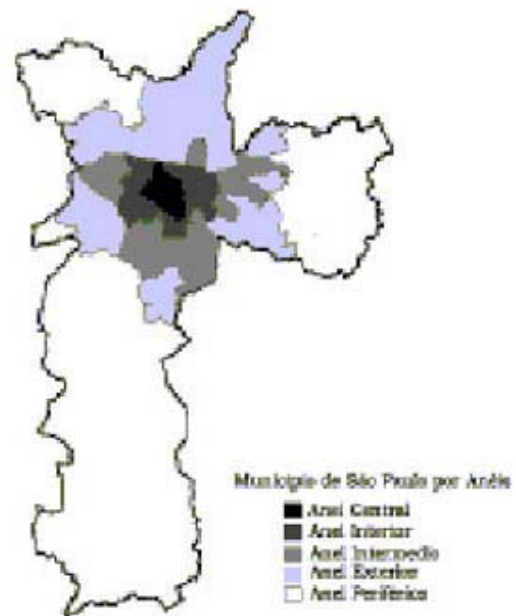 Município de São Paulo por Anéis
Anel Central
Anel Interior
Anel Intermedio
Anel Exterior
Anel Periférico